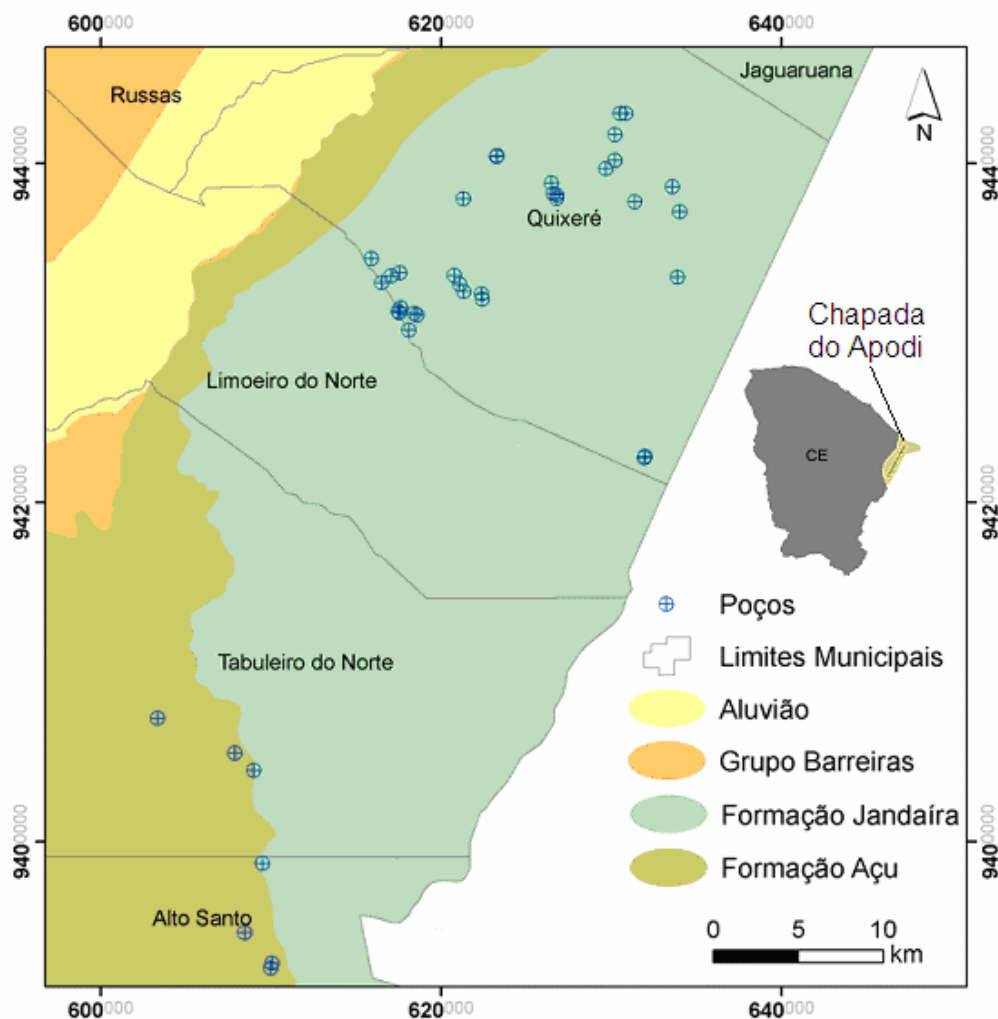 600000 620000 640000
Jaguaruana
Russas
N
9440000
9440000
Quixeré
Chapada
do Apodi
Limoeiro do Norte
CE
9420000
9420000
Poços
Limites Municipais
Tabuleiro do Norte
Aluvião
Grupo Barreiras
Formação Jandaíra
9400000
9400000
Formação Açu
Alto Santo
0 5 10
km
600000 620000 640000